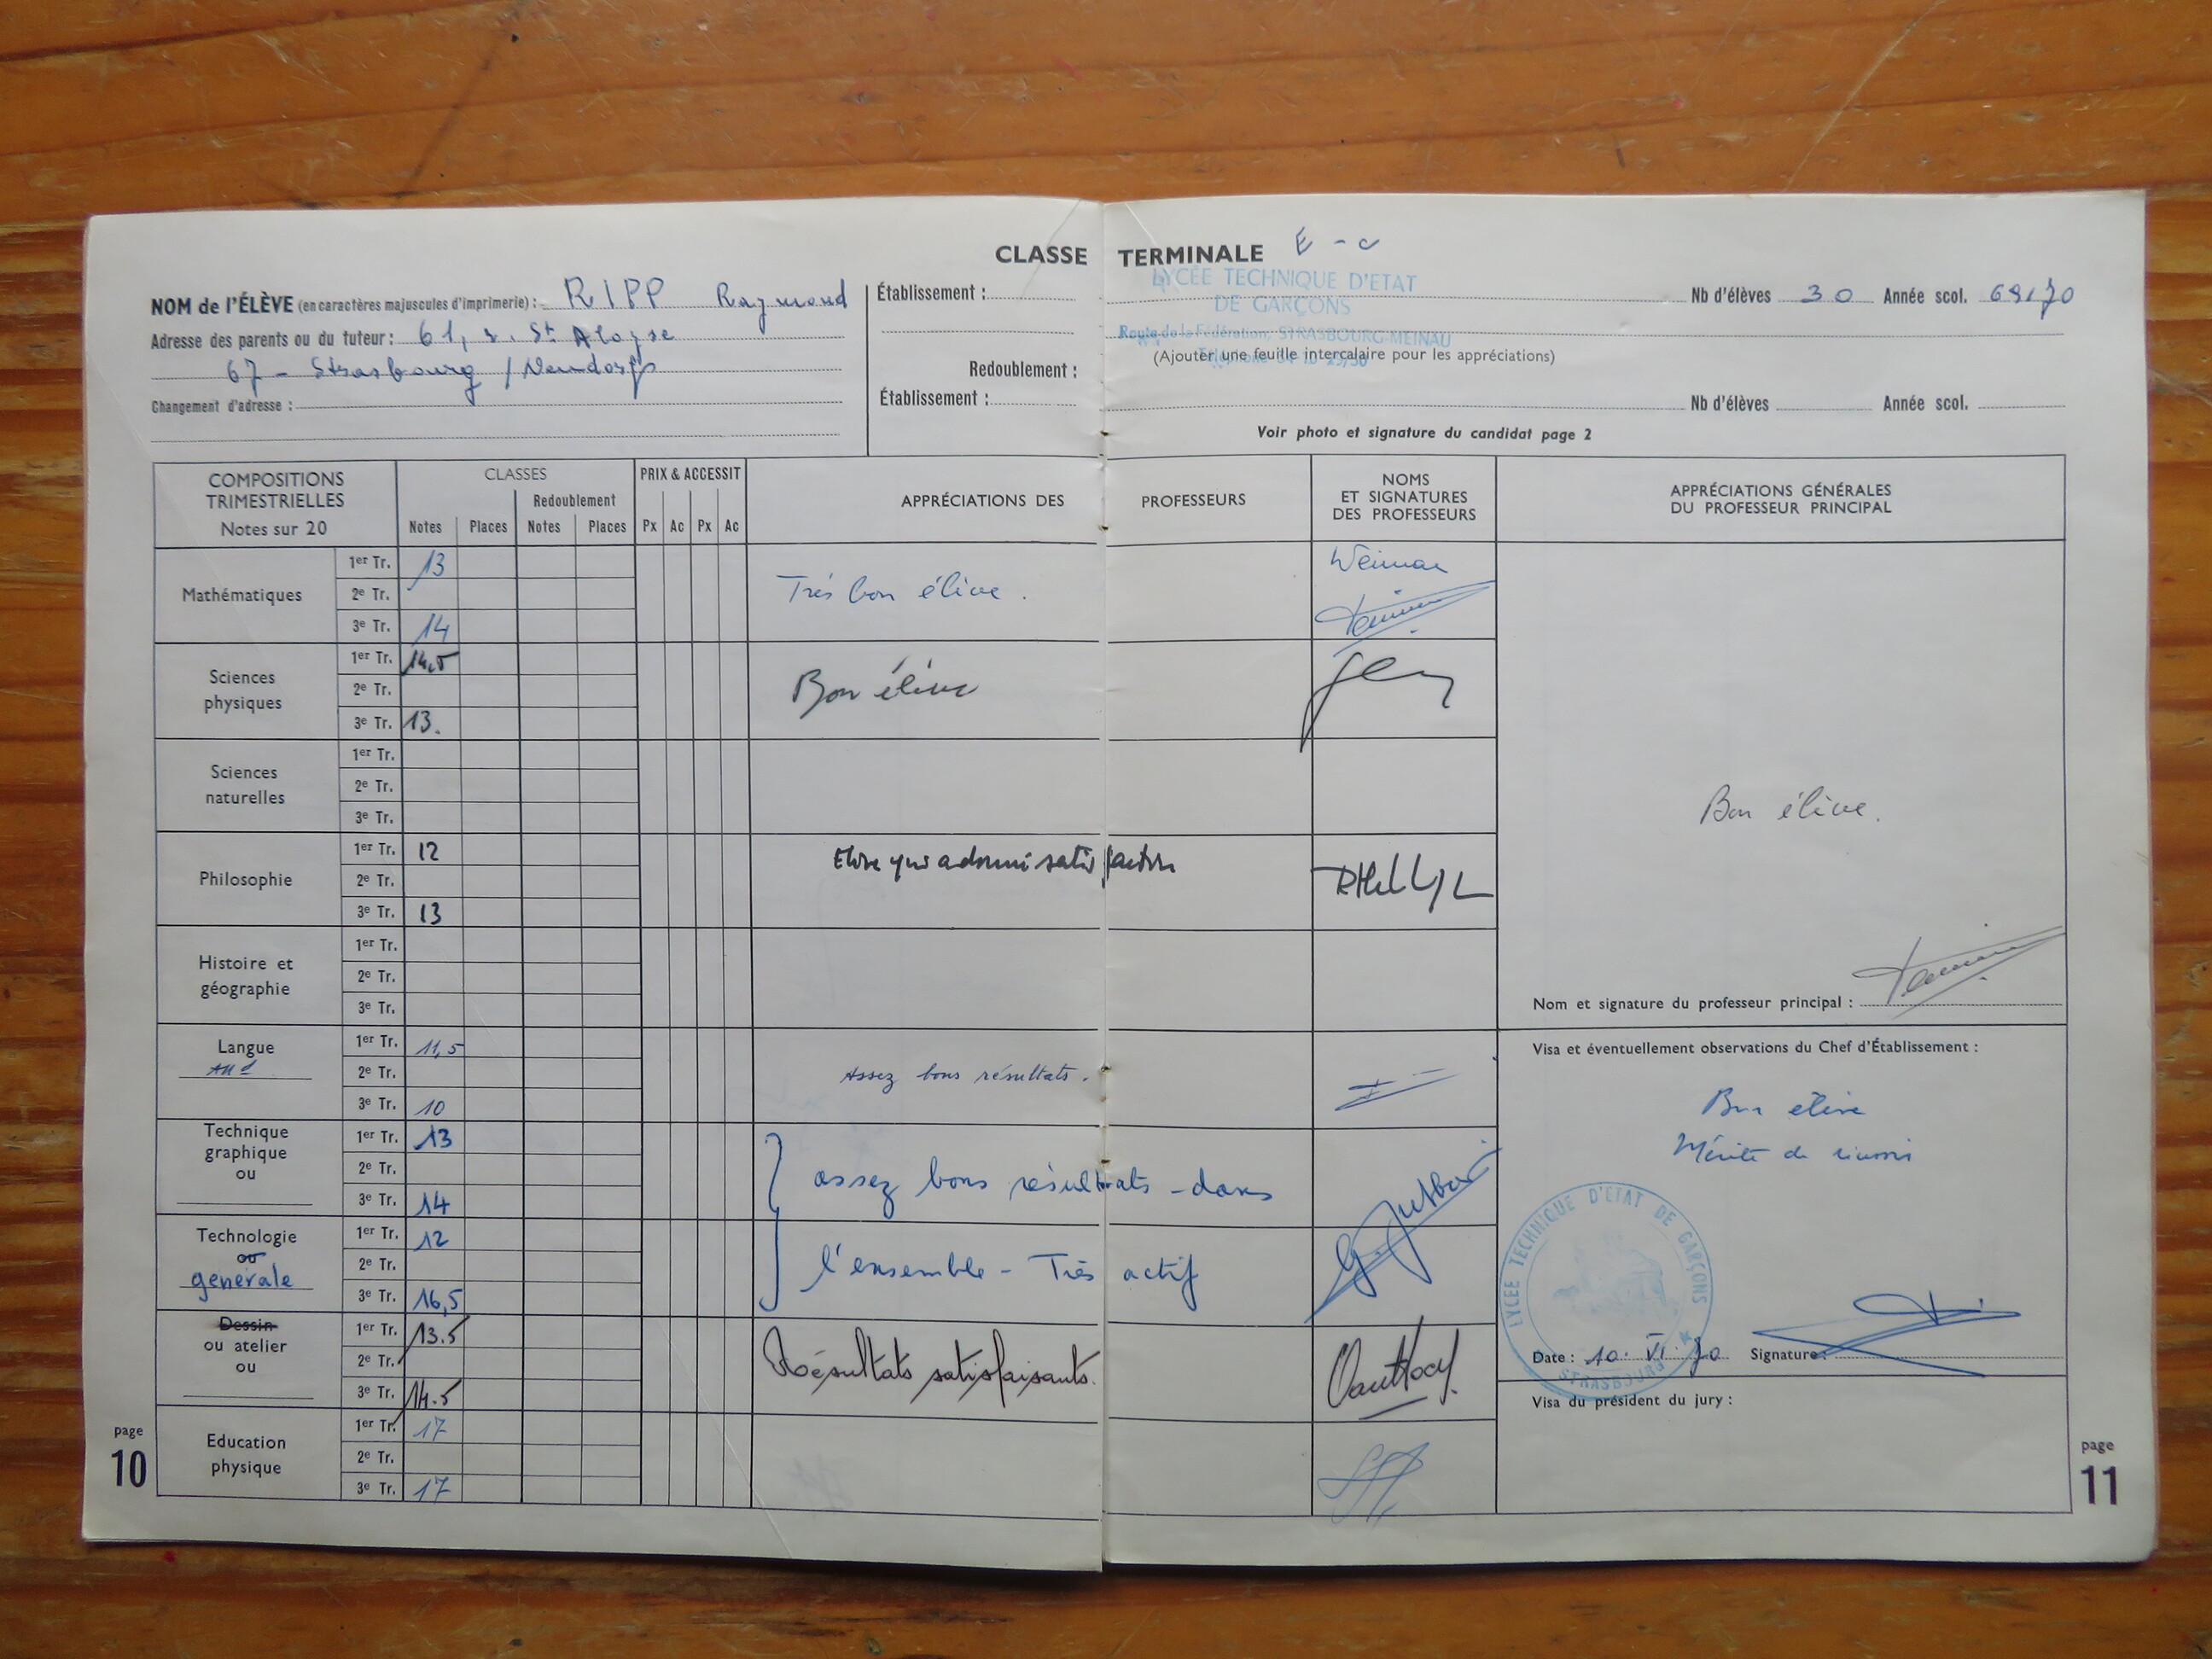 CLASSE TERMINALE E - C
NOM de l'ÉLÈVE (en caractères majuscules d'imprimerie) : RIPP Raymond
Adresse des parents ou du tuteur : 61, r. St Aloyse
67 - Strasbourg / Neudorf
Changement d'adresse :
Établissement : LYCÉE TECHNIQUE D'ETAT
DE GARÇONS
Route de la Fédération, STRASBOURG-MEINAU
Nb d'élèves 30 Année scol. 69/70
(Ajouter une feuille intercalaire pour les appréciations)
Redoublement :
Établissement :
Nb d'élèves Année scol.
Voir photo et signature du candidat page 2
COMPOSITIONS
TRIMESTRIELLES
Notes sur 20
CLASSES
Redoublement
Notes Places Notes Places
PRIX & ACCESSIT
Px Ac Px Ac
APPRÉCIATIONS DES PROFESSEURS
NOMS
ET SIGNATURES
DES PROFESSEURS
APPRÉCIATIONS GÉNÉRALES
DU PROFESSEUR PRINCIPAL
Mathématiques
1er Tr. 13
2e Tr.
3e Tr. 14
Très bon élève.
Sciences
physiques
1er Tr. 14,5
2e Tr.
3e Tr. 13.
Bon élève
Sciences
naturelles
1er Tr.
2e Tr.
3e Tr.
Philosophie
1er Tr. 12
2e Tr.
3e Tr. 13
Elève qui a donné satisfaction
Histoire et
géographie
1er Tr.
2e Tr.
3e Tr.
Langue
All d
1er Tr. 11,5
2e Tr.
3e Tr. 10
Assez bons résultats.
Technique
graphique
ou
1er Tr. 13
2e Tr.
3e Tr. 14
assez bons résultats - dans
Technologie
ou
générale
1er Tr. 12
2e Tr.
3e Tr. 16,5
l'ensemble - Très actif
Dessin
ou atelier
ou
1er Tr. 13.5
2e Tr.
3e Tr. 14.5
Résultats satisfaisants.
Education
physique
1er Tr. 17
2e Tr.
3e Tr. 17
Bon élève.
Nom et signature du professeur principal :
Visa et éventuellement observations du Chef d'Établissement :
Bon élève
Mérite de réussir
LYCÉE TECHNIQUE D'ETAT DE GARÇONS
STRASBOURG
Date : 10. VI. 70 Signature :
Visa du président du jury :
page
10
page
11